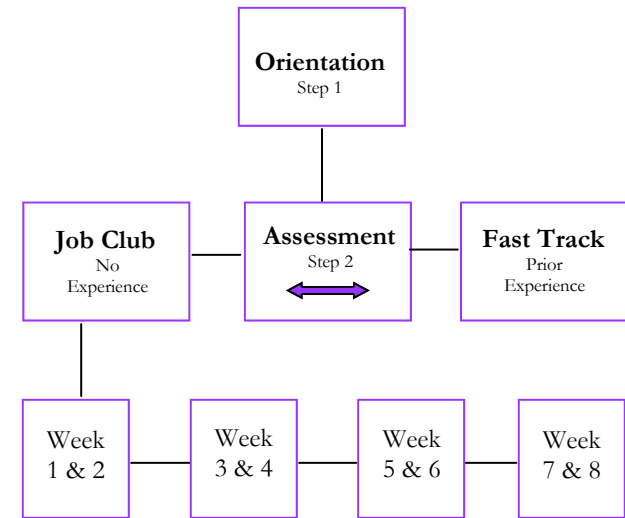 Orientation
Step 1
Job Club
No
Experience
Assessment
Step 2
Fast Track
Prior
Experience
Week
1 & 2
Week
3 & 4
Week
5 & 6
Week
7 & 8